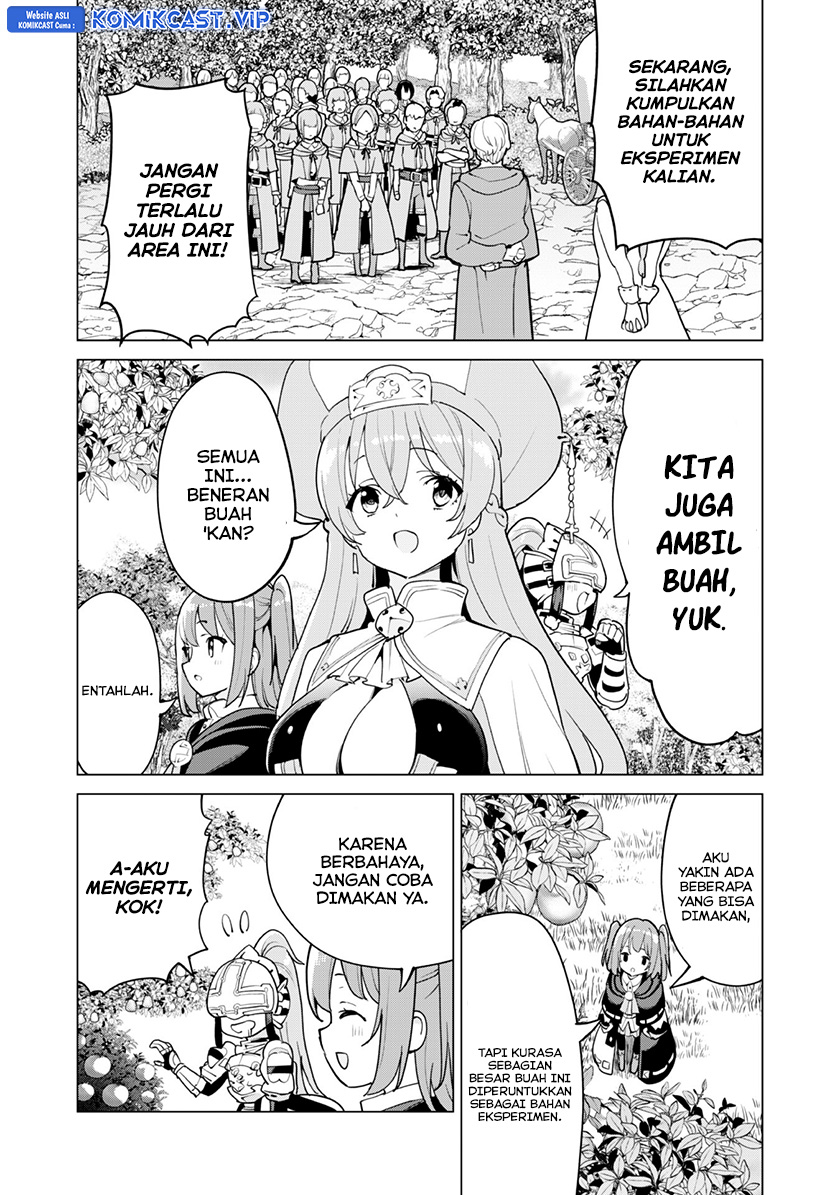 Website ASLI
KOMIKCAST Cuma :
KOMIKCAST.VIP
SEKARANG,
SILAHKAN
KUMPULKAN
BAHAN-BAHAN
UNTUK
EKSPERIMEN
KALIAN.
JANGAN
PERGI
TERLALU
JAUH DARI
AREA INI!
KITA
JUGA
AMBIL
BUAH,
YUK.
SEMUA
INI...
BENERAN
BUAH
'KAN?
ENTAHLAH.
AKU
YAKIN ADA
BEBERAPA
YANG BISA
DIMAKAN,
TAPI KURASA
SEBAGIAN
BESAR BUAH INI
DIPERUNTUKKAN
SEBAGAI BAHAN
EKSPERIMEN.
KARENA
BERBAHAYA,
JANGAN COBA
DIMAKAN YA.
A-AKU
MENGERTI,
KOK!